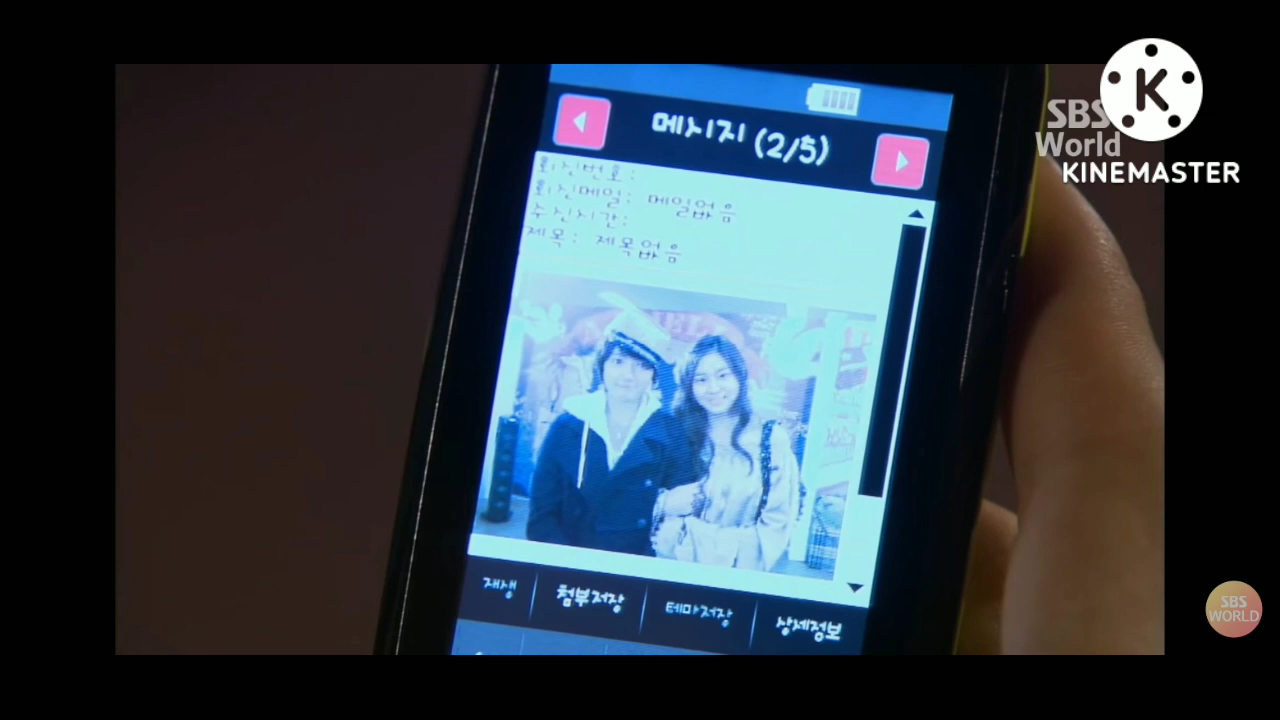 메시지 (2/5)
회신번호:
회신메일: 메일없음
수신시간:
제목: 제목없음
재생
첨부저장
테마저장
상세정보
SBS
World
K
KINEMASTER
SBS
WORLD